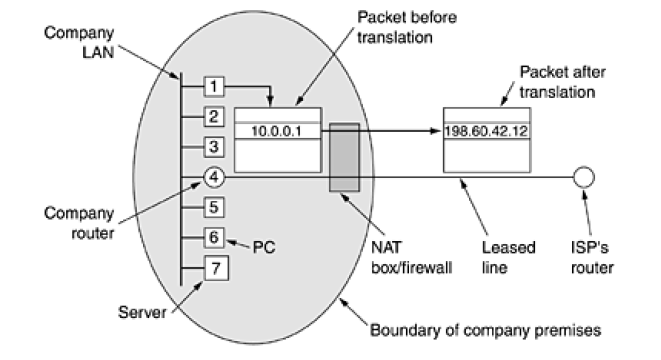 Packet before
translation
Company
LAN
Packet after
translation
1
2
10.0.0.1
198.60.42.12
3
4
Company
router
5
6
PC
NAT
box/firewall
Leased
line
ISP's
router
7
Server
Boundary of company premises